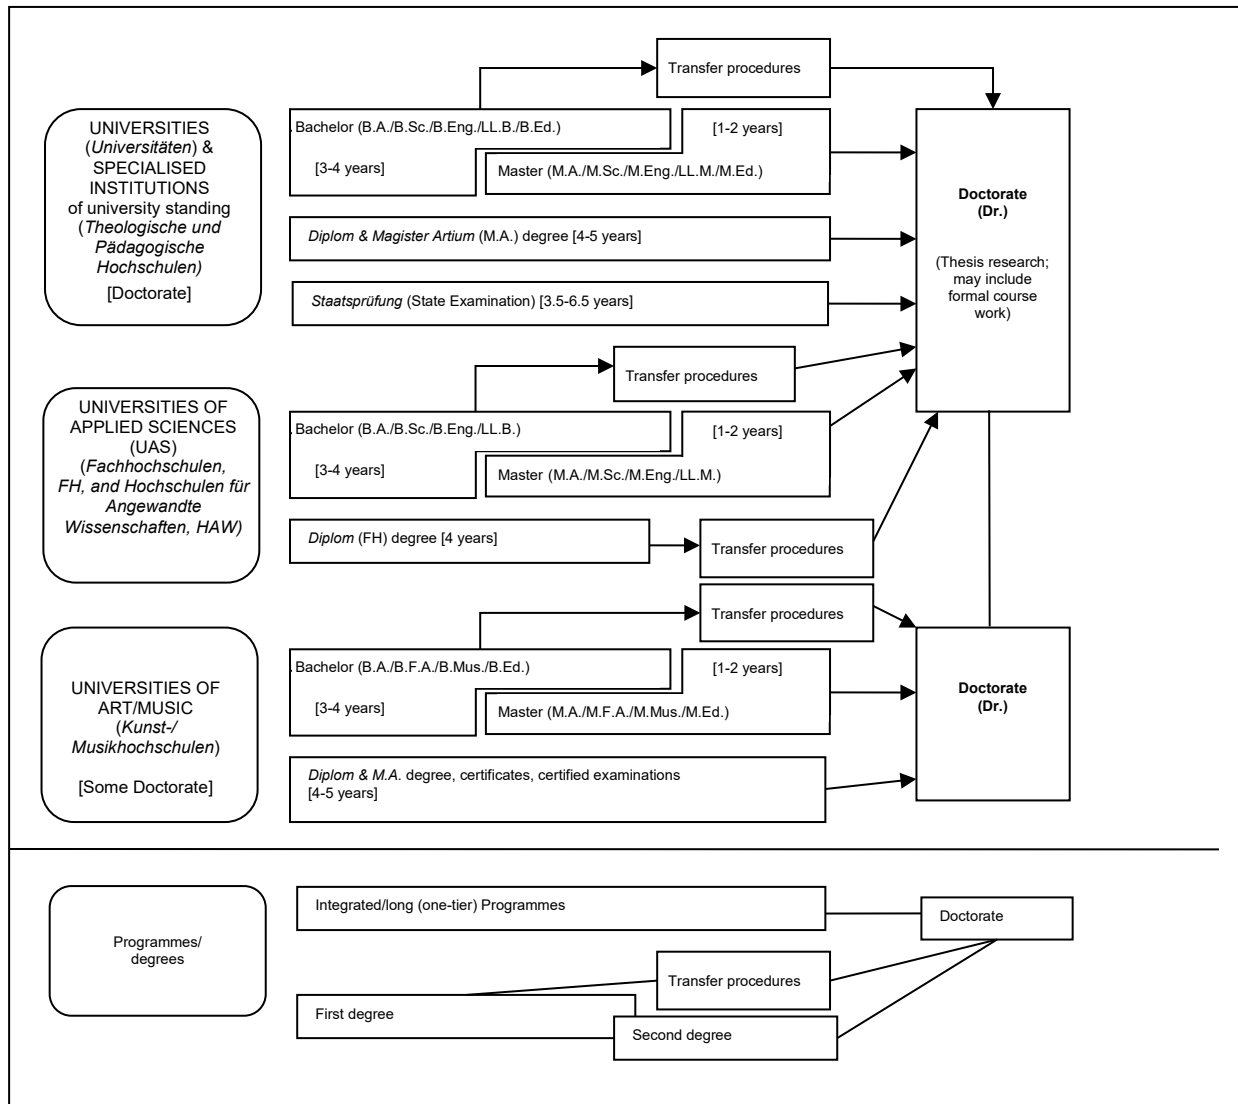 Transfer procedures
UNIVERSITIES
(Universitäten) &
SPECIALISED
INSTITUTIONS
of university standing
(Theologische und
Pädagogische
Hochschulen)
[Doctorate]
. Bachelor (B.A./B.Sc./B.Eng./LL.B./B.Ed.)
[1-2 years]
[3-4 years]
Master (M.A./M.Sc./M.Eng./LL.M./M.Ed.)
Diplom & Magister Artium (M.A.) degree [4-5 years]
Staatsprüfung (State Examination) [3.5-6.5 years]
Doctorate
(Dr.)
(Thesis research;
may include
formal course
work)
Transfer procedures
UNIVERSITIES OF
APPLIED SCIENCES
(UAS)
(Fachhochschulen,
FH, and Hochschulen für
Angewandte
Wissenschaften, HAW)
. Bachelor (B.A./B.Sc./B.Eng./LL.B.)
[1-2 years]
[3-4 years]
Master (M.A./M.Sc./M.Eng./LL.M.)
Diplom (FH) degree [4 years]
Transfer procedures
Transfer procedures
UNIVERSITIES OF
ART/MUSIC
(Kunst-/
Musikhochschulen)
[Some Doctorate]
. Bachelor (B.A./B.F.A./B.Mus./B.Ed.)
[1-2 years]
[3-4 years]
Master (M.A./M.F.A./M.Mus./M.Ed.)
Diplom & M.A. degree, certificates, certified examinations
[4-5 years]
Doctorate
(Dr.)
Programmes/
degrees
Integrated/long (one-tier) Programmes
Doctorate
Transfer procedures
First degree
Second degree